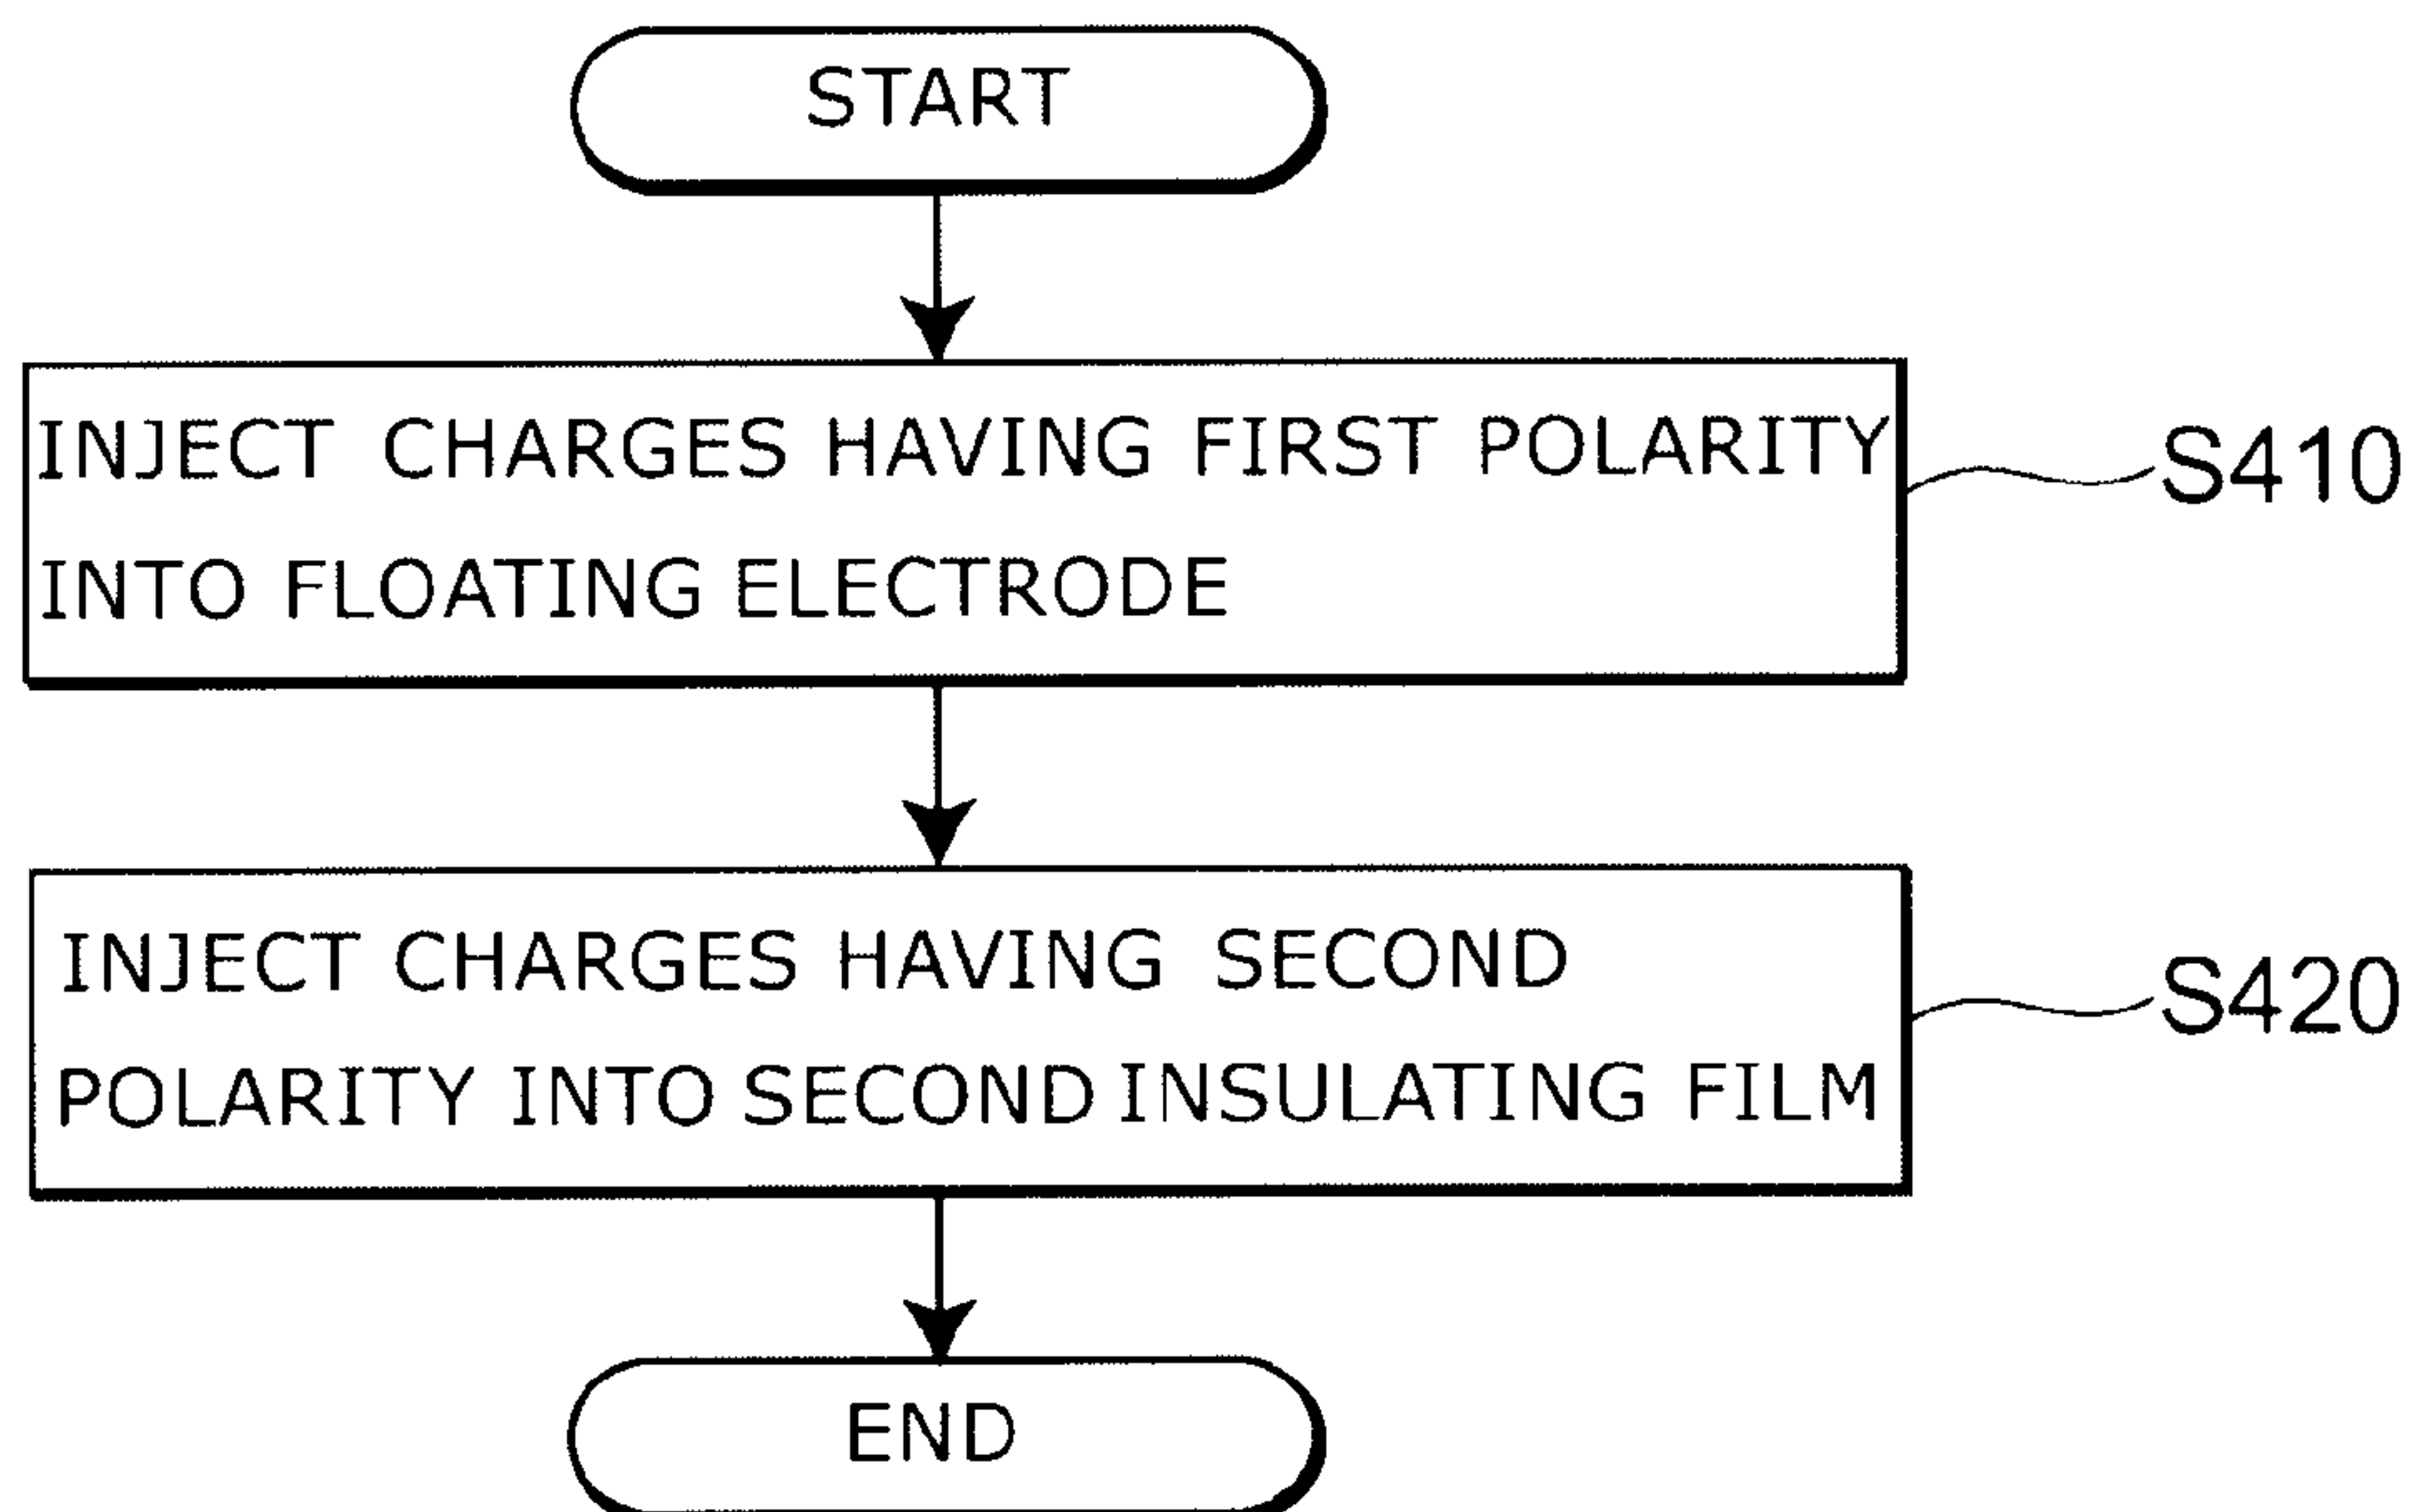 START
INJECT CHARGES HAVING FIRST POLARITY
INTO FLOATING ELECTRODE
S410
INJECT CHARGES HAVING SECOND
POLARITY INTO SECOND INSULATING FILM
S420
END